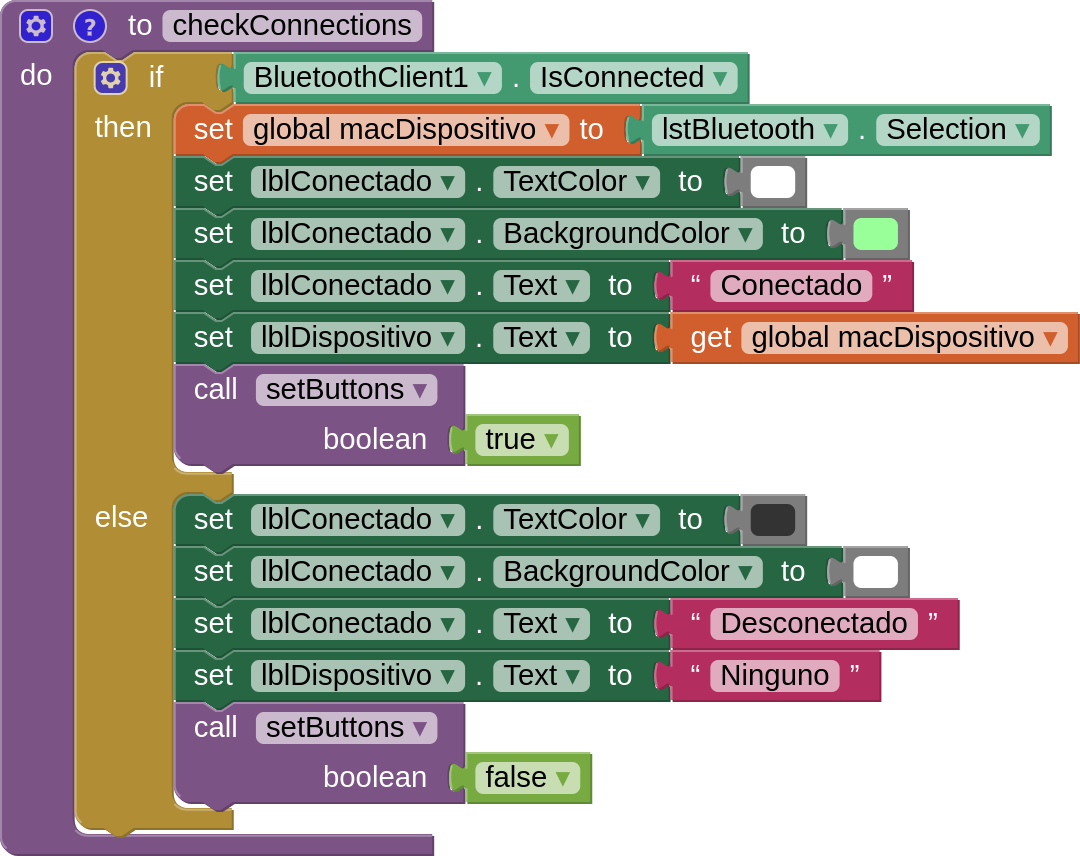 ? to checkConnections
do if BluetoothClient1 . IsConnected
then set global macDispositivo to lstBluetooth . Selection
set lblConectado . TextColor to
set lblConectado . BackgroundColor to
set lblConectado . Text to “ Conectado ”
set lblDispositivo . Text to get global macDispositivo
call setButtons
boolean true
else set lblConectado . TextColor to
set lblConectado . BackgroundColor to
set lblConectado . Text to “ Desconectado ”
set lblDispositivo . Text to “ Ninguno ”
call setButtons
boolean false